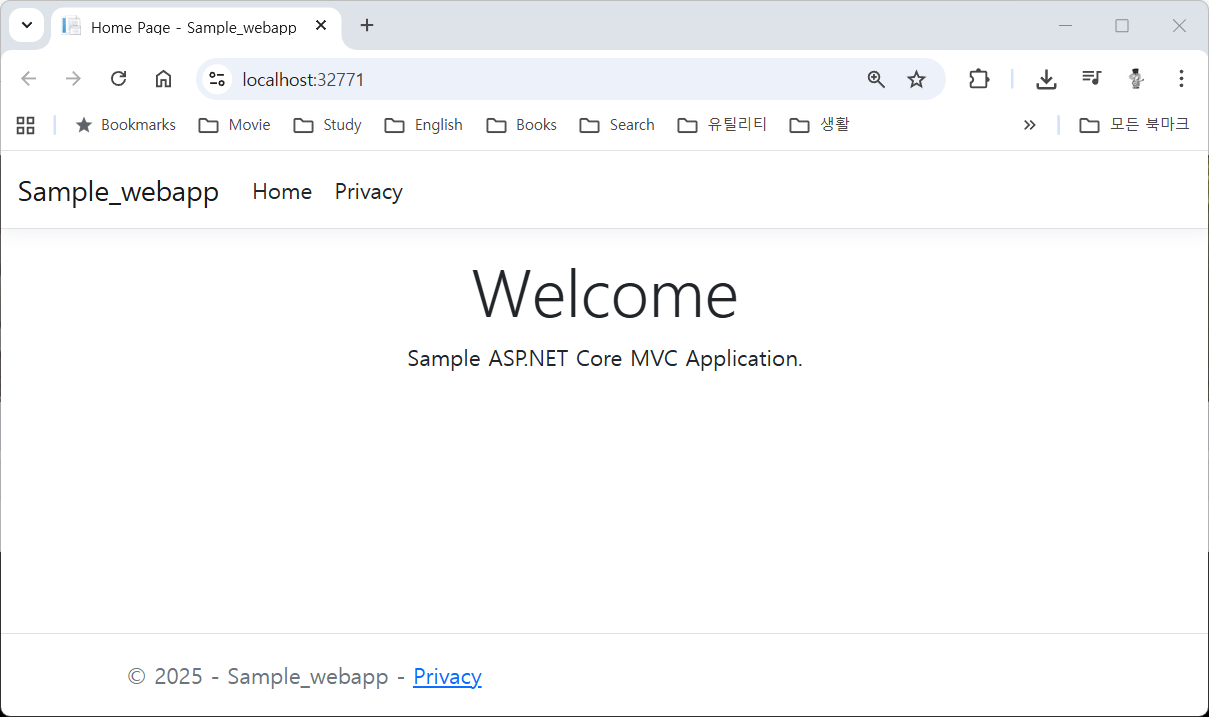 Home Page - Sample_webapp
localhost:32771
Bookmarks Movie Study English Books Search 유틸리티 생활 모든 북마크
Sample_webapp Home Privacy
Welcome
Sample ASP.NET Core MVC Application.
© 2025 - Sample_webapp - Privacy